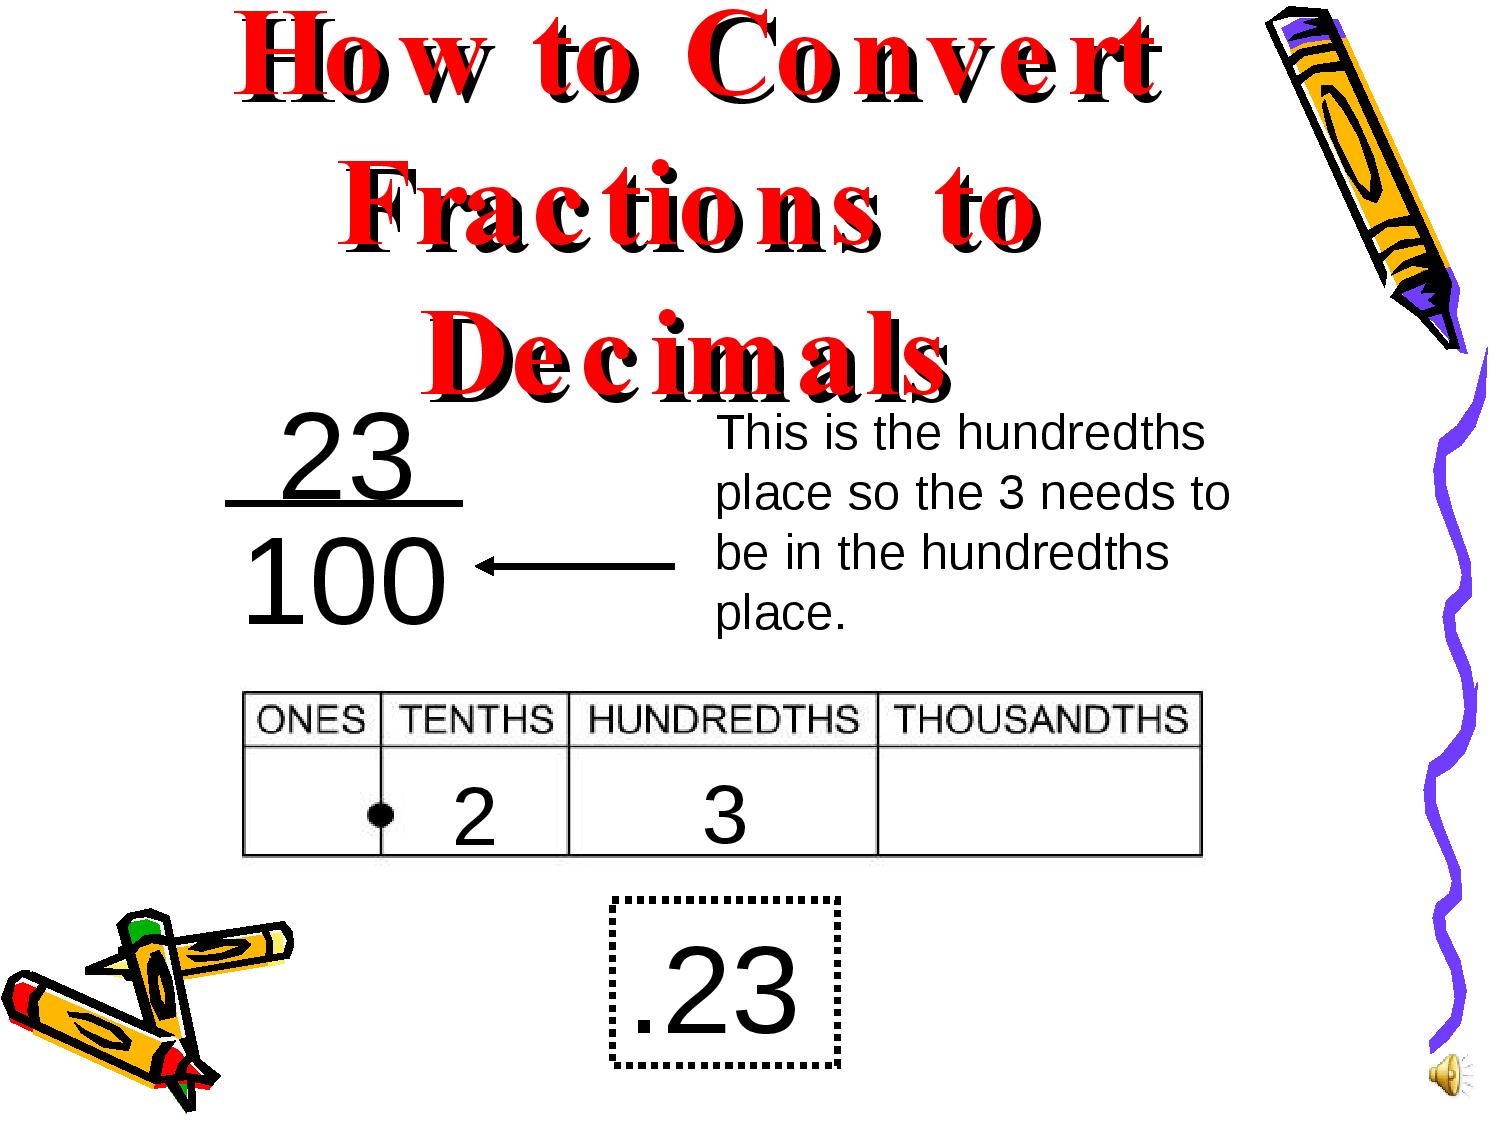 How to Convert
Fractions to
Decimals
23
100
This is the hundredths
place so the 3 needs to
be in the hundredths
place.
ONES TENTHS HUNDREDTHS THOUSANDTHS
. 2 3
.23